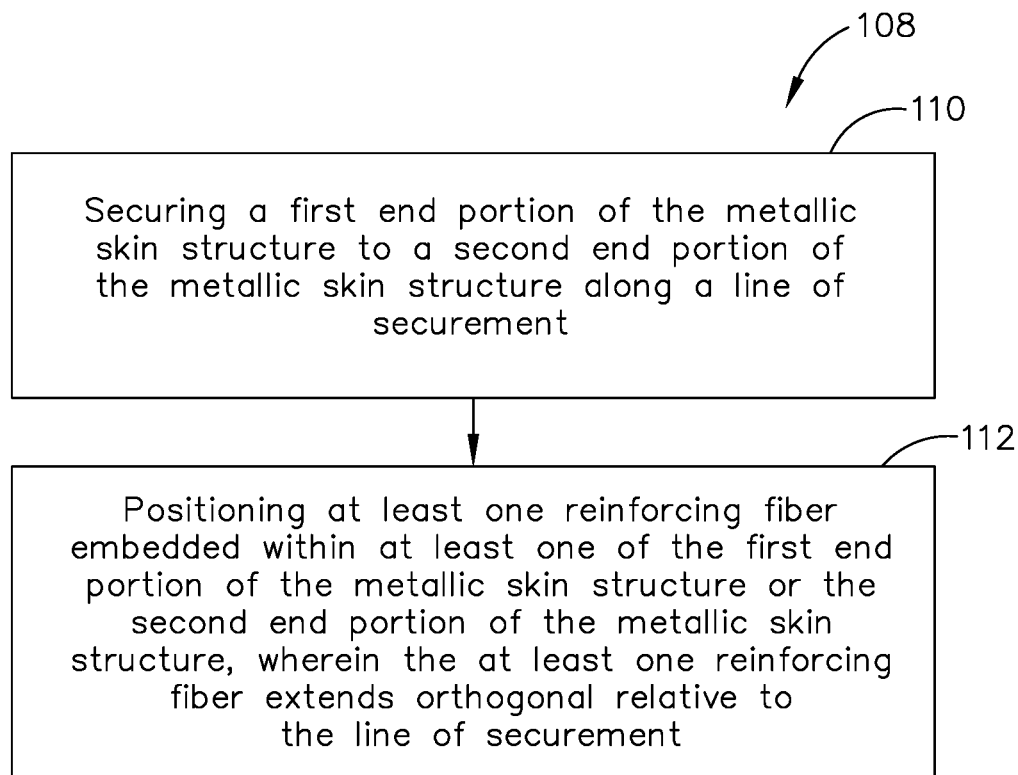 108
110
Securing a first end portion of the metallic
skin structure to a second end portion of
the metallic skin structure along a line of
securement
112
Positioning at least one reinforcing fiber
embedded within at least one of the first end
portion of the metallic skin structure or the
second end portion of the metallic skin
structure, wherein the at least one reinforcing
fiber extends orthogonal relative to
the line of securement